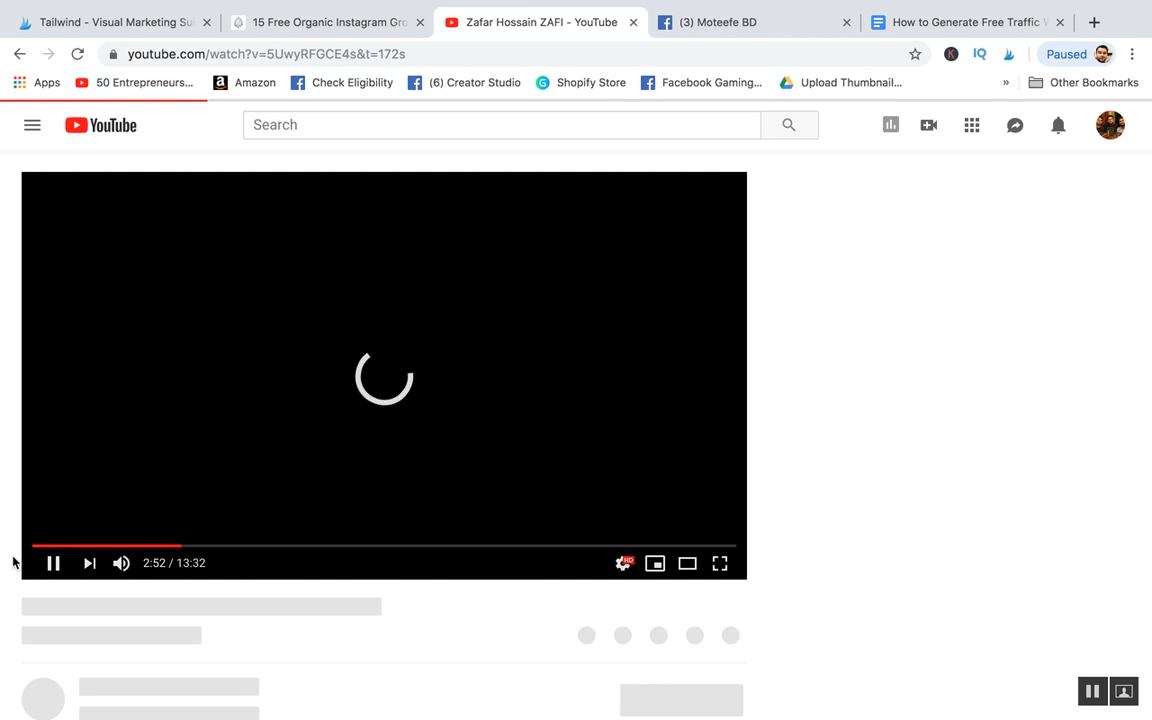 Tailwind - Visual Marketing Su
15 Free Organic Instagram Gro
Zafar Hossain ZAFI - YouTube
(3) Moteefe BD
How to Generate Free Traffic
youtube.com/watch?v=5UwyRFGCE4s&t=172s
K
IQ
Paused
Apps
50 Entrepreneurs...
Amazon
Check Eligibility
(6) Creator Studio
Shopify Store
Facebook Gaming...
Upload Thumbnail...
»
Other Bookmarks
YouTube
Search
2:52 / 13:32
HD